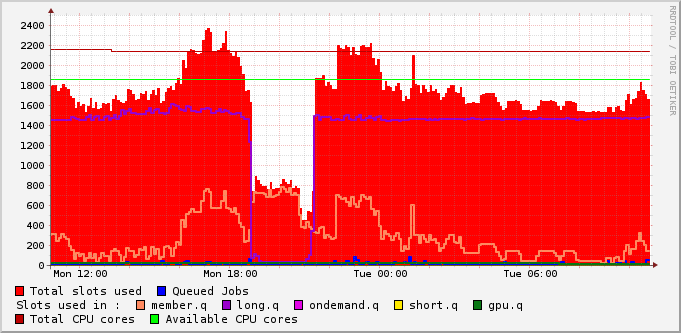 2400
2200
2000
1800
1600
1400
1200
1000
800
600
400
200
0
Mon 12:00 Mon 18:00 Tue 00:00 Tue 06:00
RRDTOOL / TOBI OETIKER
Total slots used Queued Jobs
Slots used in : member.q long.q ondemand.q short.q gpu.q
Total CPU cores Available CPU cores